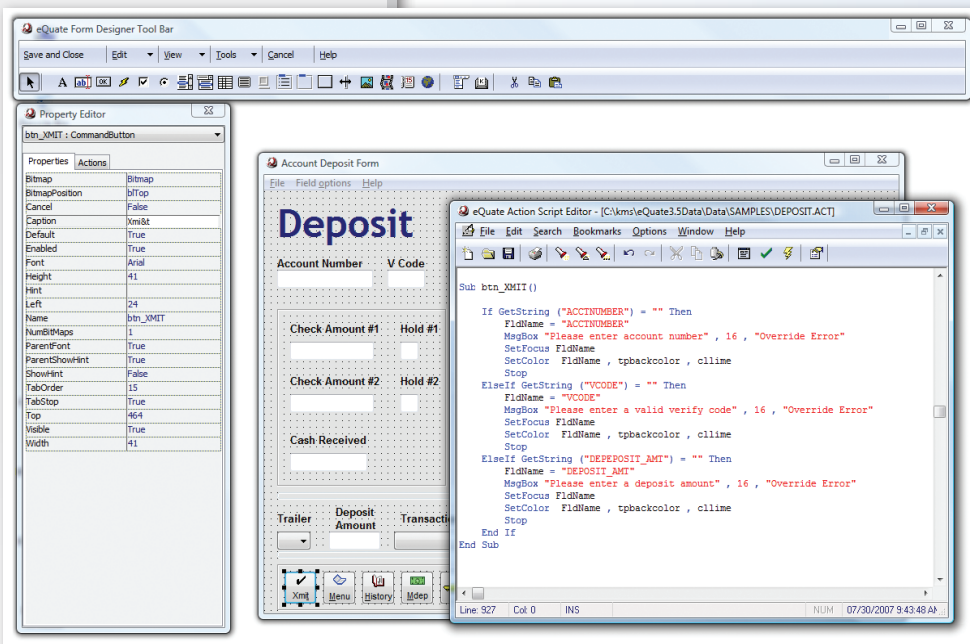 eQuate Form Designer Tool Bar
Save and Close Edit View Tools Cancel Help
A ab OK
Property Editor
btn_XMIT : CommandButton
Properties Actions
Bitmap Bitmap
BitmapPosition blTop
Cancel False
Caption Xmi&t
Default True
Enabled True
Font Arial
Height 41
Hint
Left 24
Name btn_XMIT
NumBitMaps 1
ParentFont True
ParentShowHint True
ShowHint False
TabOrder 15
TabStop True
Top 464
Visible True
Width 41
Account Deposit Form
File Field options Help
Deposit
Account Number V Code
Check Amount #1 Hold #1
Check Amount #2 Hold #2
Cash Received
Trailer Deposit Amount Transacti
Xmit Menu History Mdep
eQuate Action Script Editor - [C:\kms\eQuate3.5Data\Data\SAMPLES\DEPOSIT.ACT]
File Edit Search Bookmarks Options Window Help
Sub btn_XMIT()
If GetString ("ACCTNUMBER") = "" Then
FldName = "ACCTNUMBER"
MsgBox "Please enter account number" , 16 , "Override Error"
SetFocus FldName
SetColor FldName , tpbackcolor , cllime
Stop
ElseIf GetString ("VCODE") = "" Then
FldName = "VCODE"
MsgBox "Please enter a valid verify code" , 16 , "Override Error"
SetFocus FldName
SetColor FldName , tpbackcolor , cllime
Stop
ElseIf GetString ("DEPEPOSIT_AMT") = "" Then
FldName = "DEPOSIT_AMT"
MsgBox "Please enter a deposit amount" , 16 , "Override Error"
SetFocus FldName
SetColor FldName , tpbackcolor , cllime
Stop
End If
End Sub
Line: 927 Col: 0 INS NUM 07/30/2007 9:43:48 AM